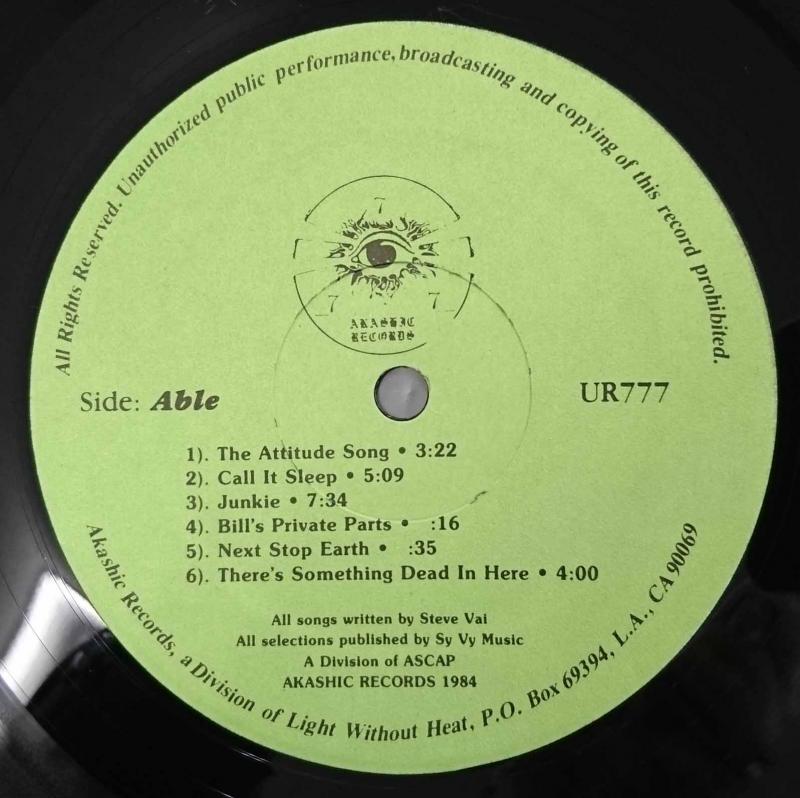 All Rights Reserved. Unauthorized public performance, broadcasting and copying of this record prohibited.
7
7 7
AKASHIC
RECORDS
Side: Able
UR777
1). The Attitude Song • 3:22
2). Call It Sleep • 5:09
3). Junkie • 7:34
4). Bill's Private Parts • :16
5). Next Stop Earth • :35
6). There's Something Dead In Here • 4:00
All songs written by Steve Vai
All selections published by Sy Vy Music
A Division of ASCAP
AKASHIC RECORDS 1984
Akashic Records, a Division of Light Without Heat, P.O. Box 69394, L.A., CA 90069